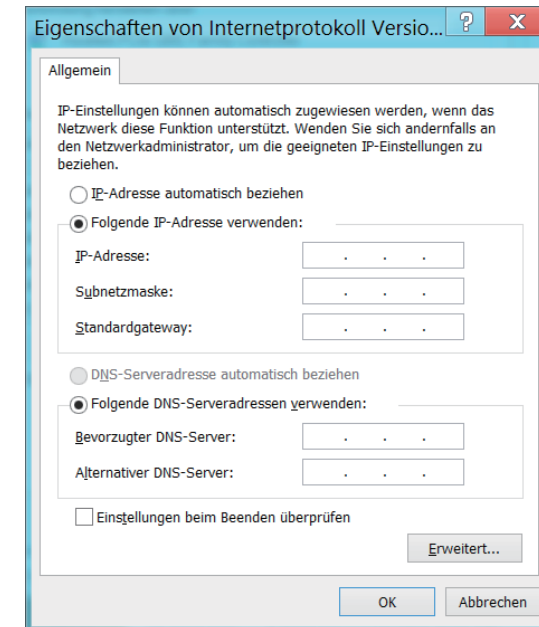 Eigenschaften von Internetprotokoll Versio...
Allgemein
IP-Einstellungen können automatisch zugewiesen werden, wenn das
Netzwerk diese Funktion unterstützt. Wenden Sie sich andernfalls an
den Netzwerkadministrator, um die geeigneten IP-Einstellungen zu
beziehen.
IP-Adresse automatisch beziehen
Folgende IP-Adresse verwenden:
IP-Adresse: . . .
Subnetzmaske: . . .
Standardgateway: . . .
DNS-Serveradresse automatisch beziehen
Folgende DNS-Serveradressen verwenden:
Bevorzugter DNS-Server: . . .
Alternativer DNS-Server: . . .
Einstellungen beim Beenden überprüfen
Erweitert...
OK Abbrechen